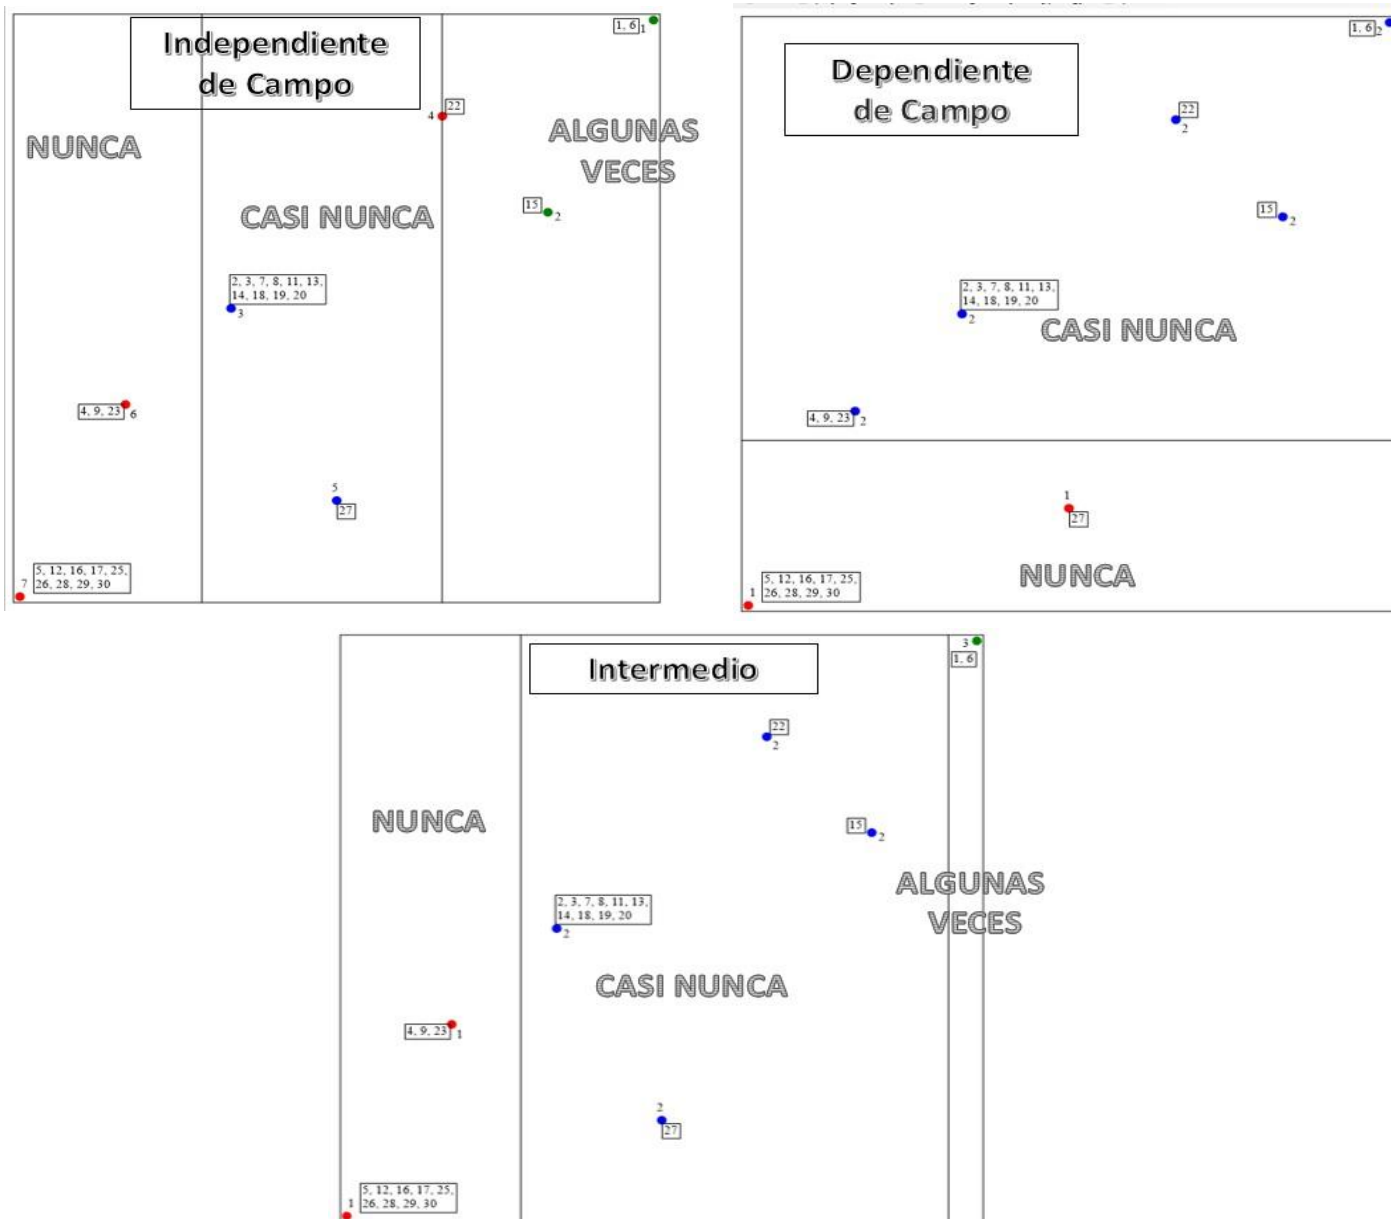 Independiente
de Campo
1, 6
1
22
4
NUNCA
ALGUNAS
VECES
CASI NUNCA
15
2
2, 3, 7, 8, 11, 13,
14, 18, 19, 20
3
4, 9, 23
6
5
27
5, 12, 16, 17, 25,
26, 28, 29, 30
7
Dependiente
de Campo
1, 6
2
22
2
15
2
2, 3, 7, 8, 11, 13,
14, 18, 19, 20
2
CASI NUNCA
4, 9, 23
2
1
27
NUNCA
5, 12, 16, 17, 25,
26, 28, 29, 30
1
Intermedio
3
1, 6
22
2
NUNCA
15
2
ALGUNAS
VECES
2, 3, 7, 8, 11, 13,
14, 18, 19, 20
2
CASI NUNCA
4, 9, 23
1
2
27
5, 12, 16, 17, 25,
26, 28, 29, 30
1